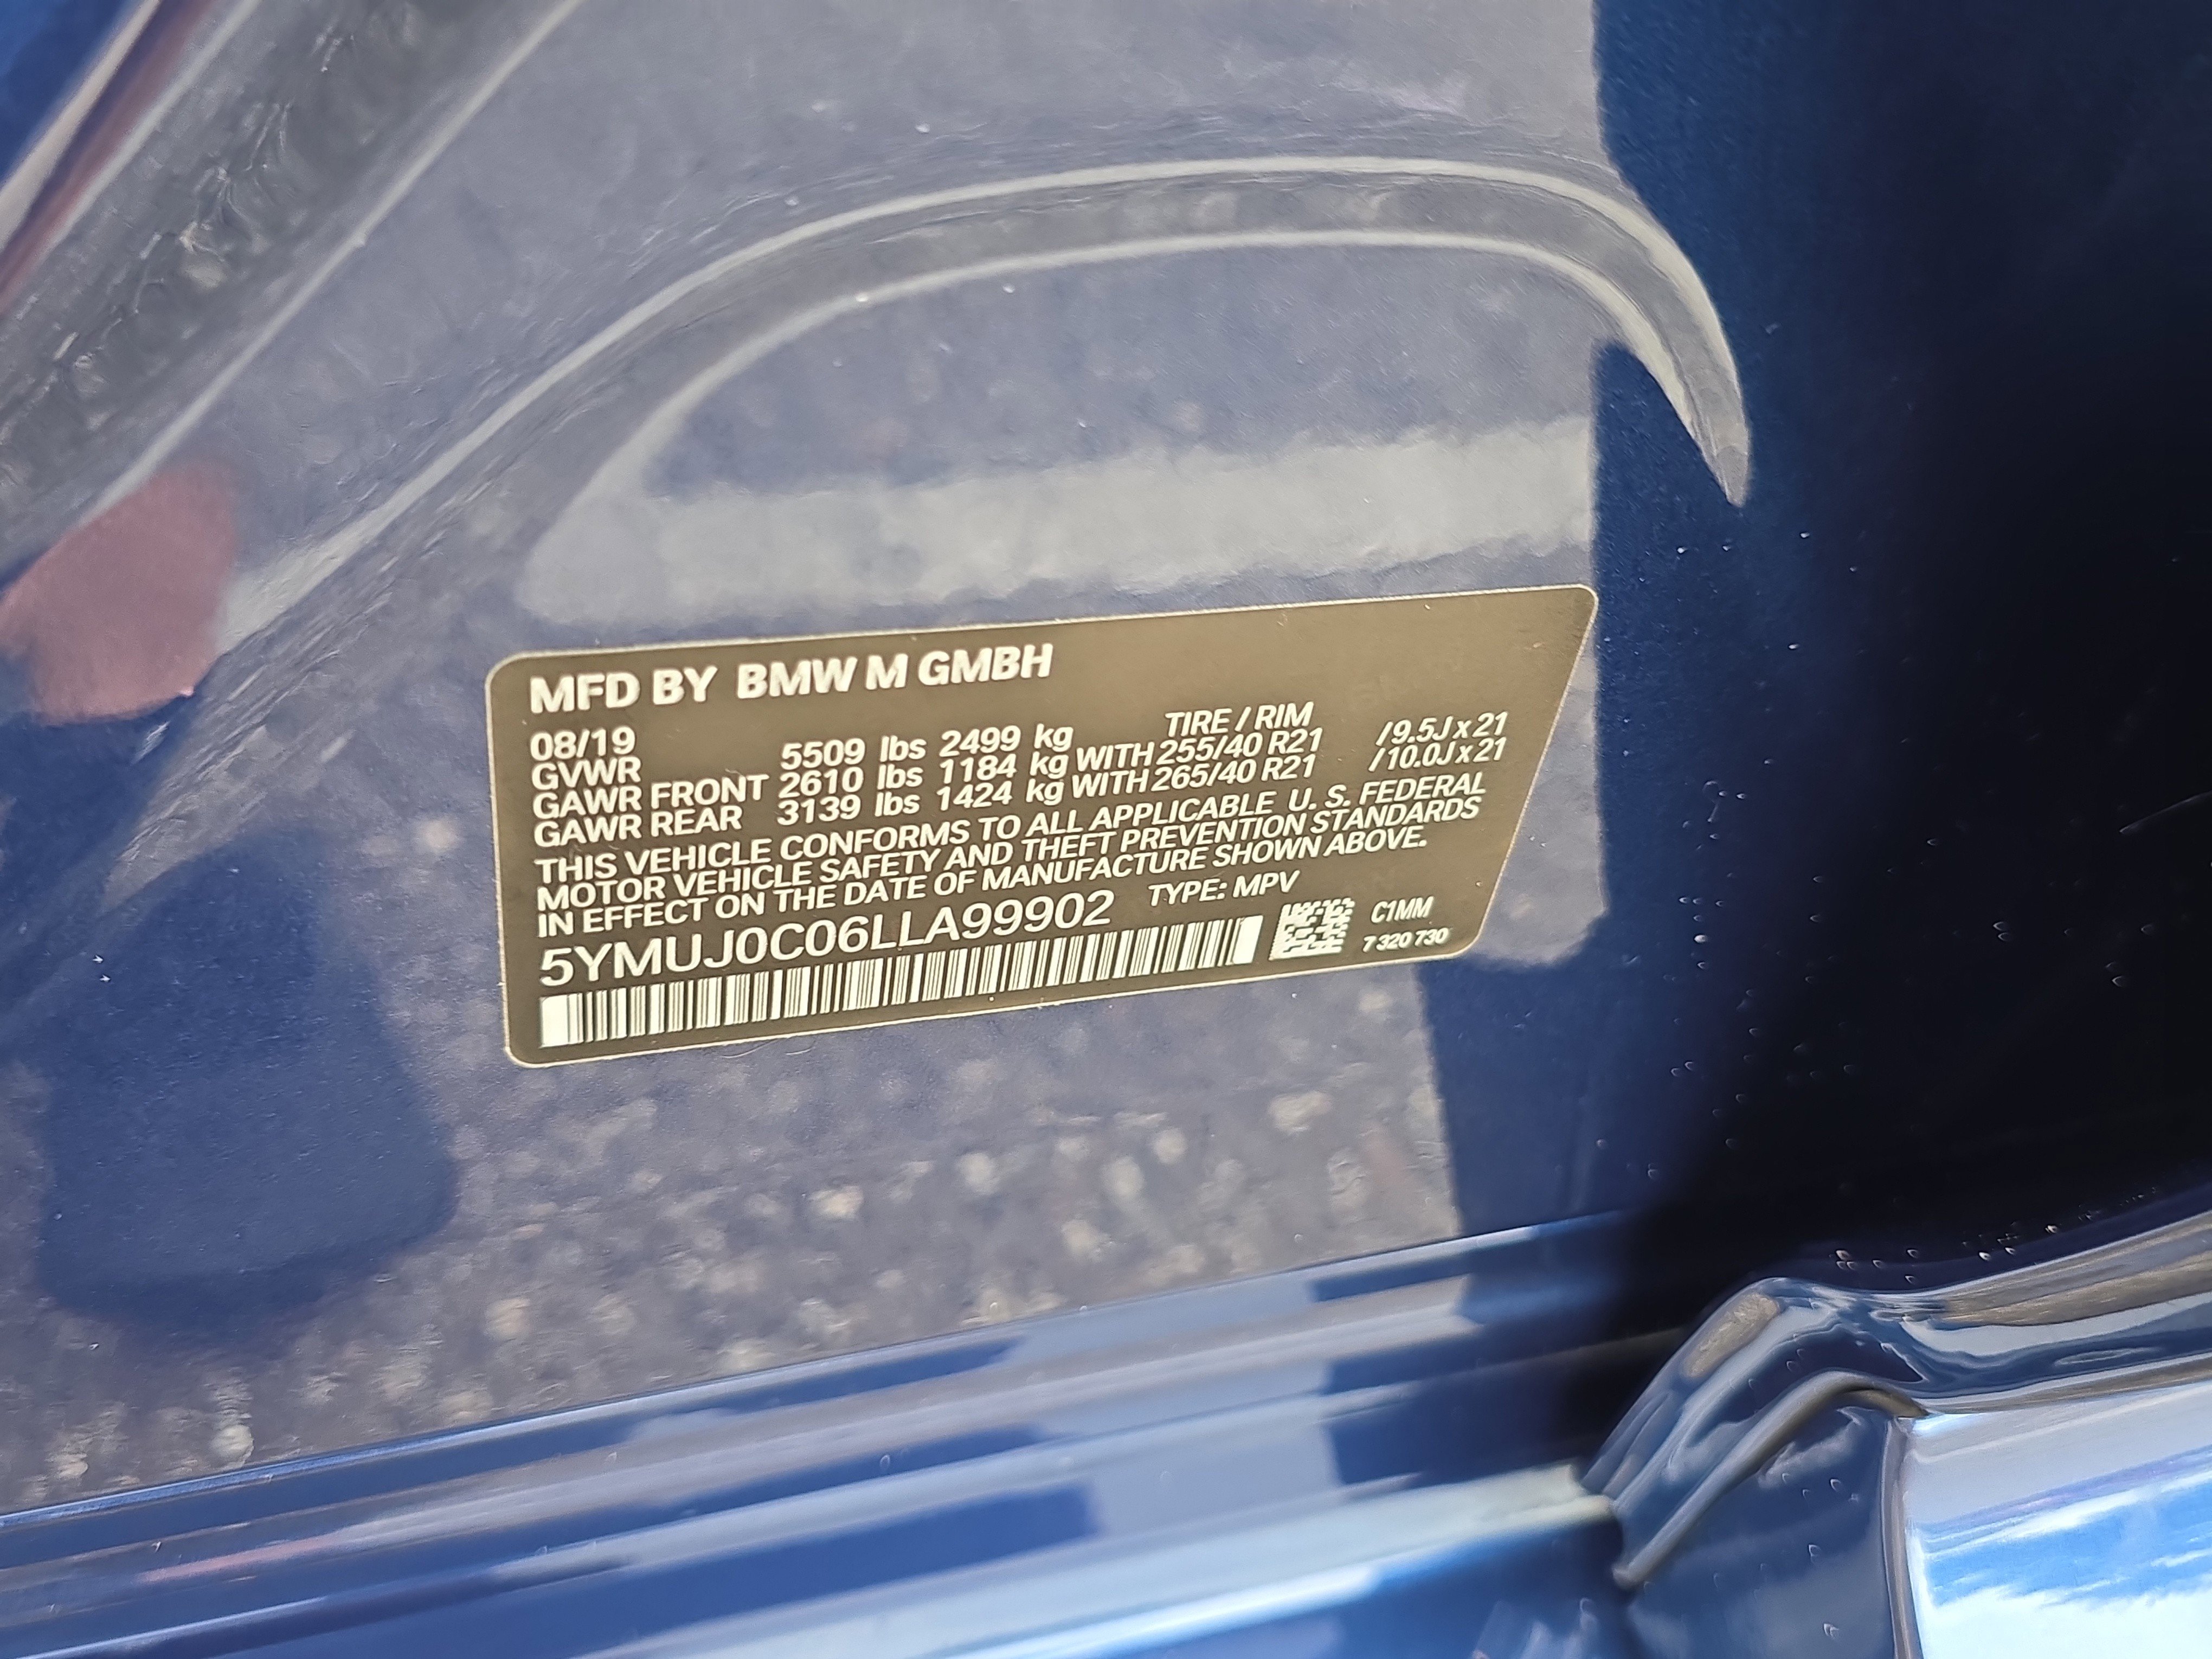 MFD BY BMW M GMBH
08/19 TIRE / RIM
GVWR 5509 lbs 2499 kg
GAWR FRONT 2610 lbs 1184 kg WITH 255/40 R21 /9.5J x 21
GAWR REAR 3139 lbs 1424 kg WITH 265/40 R21 /10.0J x 21
THIS VEHICLE CONFORMS TO ALL APPLICABLE U. S. FEDERAL
MOTOR VEHICLE SAFETY AND THEFT PREVENTION STANDARDS
IN EFFECT ON THE DATE OF MANUFACTURE SHOWN ABOVE.
5YMUJ0C06LLA99902 TYPE: MPV
C1MM
7 320 730